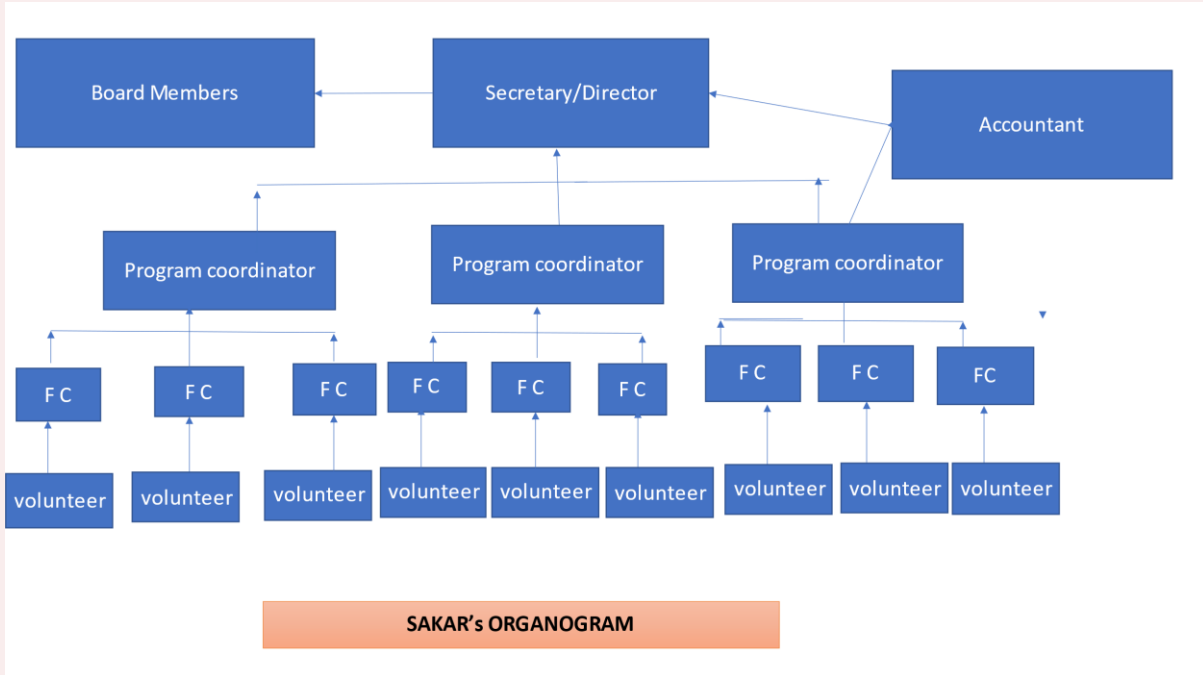 Board Members
Secretary/Director
Accountant
Program coordinator
Program coordinator
Program coordinator
F C
F C
F C
F C
F C
F C
F C
F C
FC
volunteer
volunteer
volunteer
volunteer
volunteer
volunteer
volunteer
volunteer
volunteer
SAKAR's ORGANOGRAM